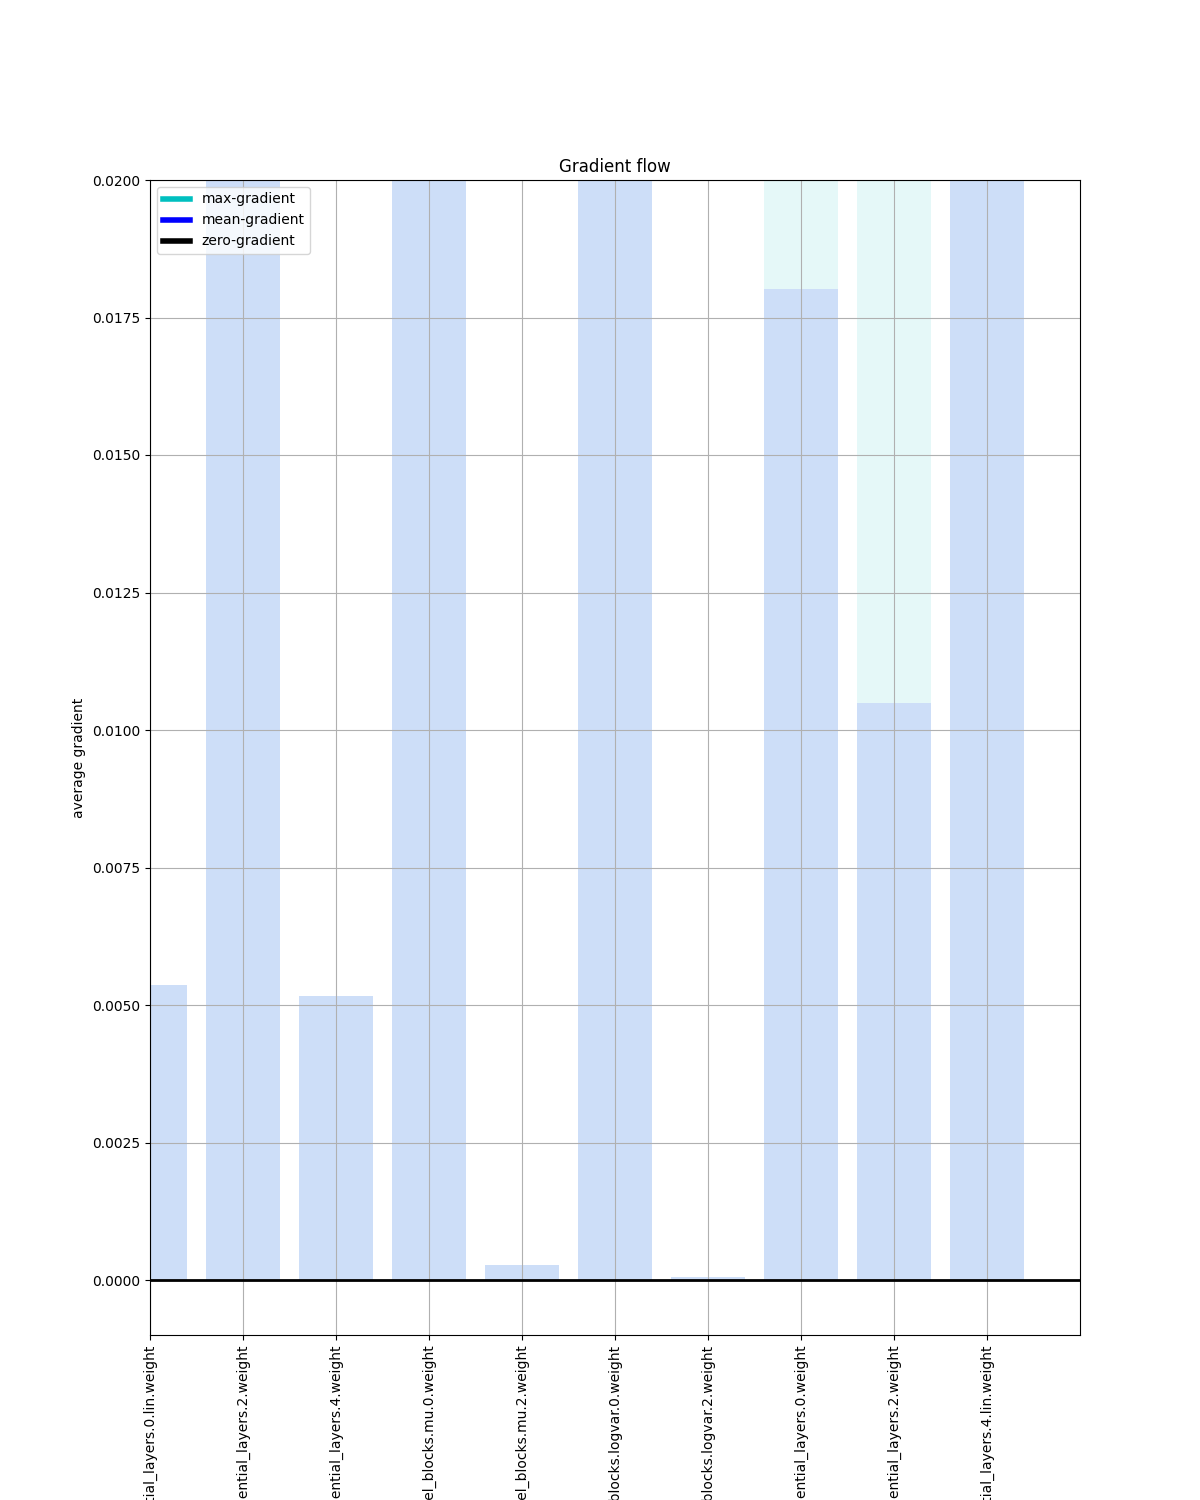 Gradient flow
max-gradient
mean-gradient
zero-gradient
0.0200
0.0175
0.0150
0.0125
0.0100
0.0075
0.0050
0.0025
0.0000
average gradient
tial_layers.0.lin.weight
ential_layers.2.weight
ential_layers.4.weight
el_blocks.mu.0.weight
el_blocks.mu.2.weight
blocks.logvar.0.weight
blocks.logvar.2.weight
ential_layers.0.weight
ential_layers.2.weight
tial_layers.4.lin.weight